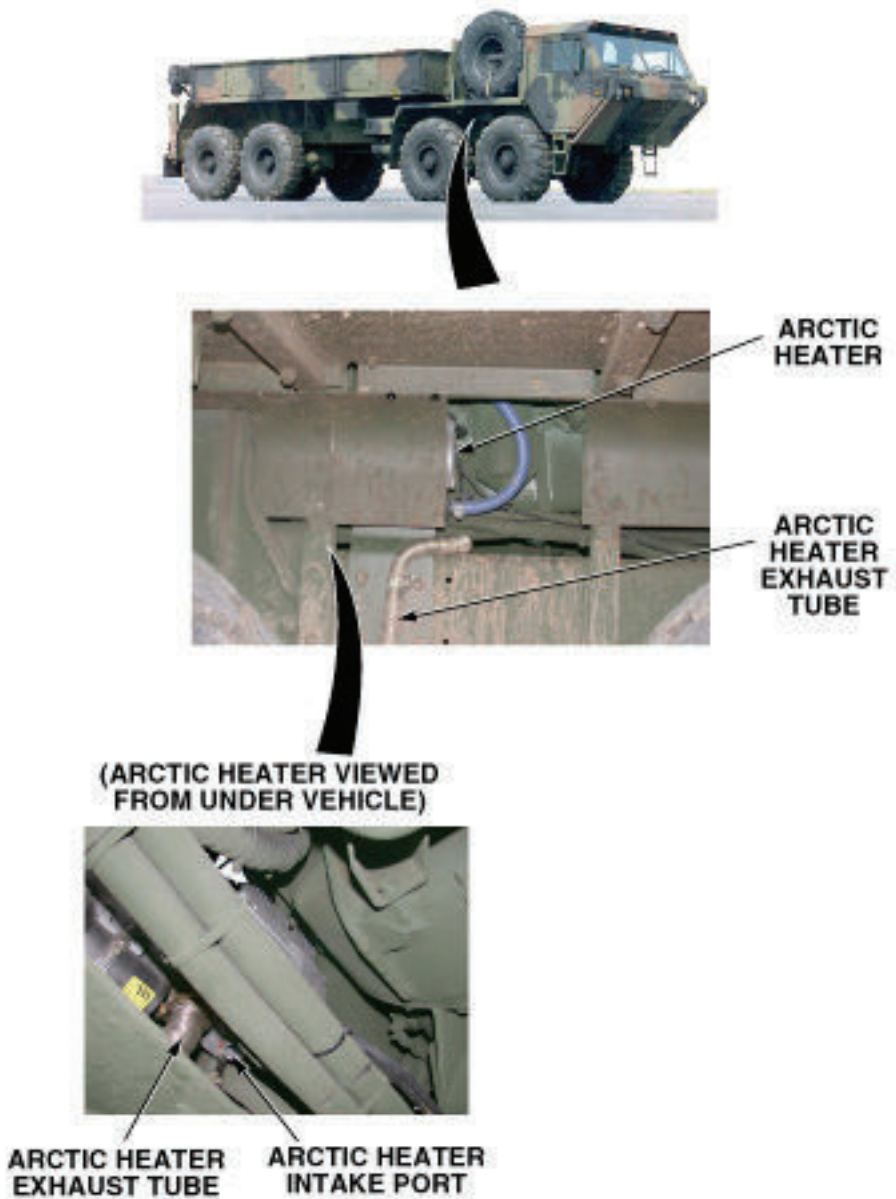 ARCTIC
HEATER
ARCTIC
HEATER
EXHAUST
TUBE
(ARCTIC HEATER VIEWED
FROM UNDER VEHICLE)
ARCTIC HEATER
EXHAUST TUBE
ARCTIC HEATER
INTAKE PORT